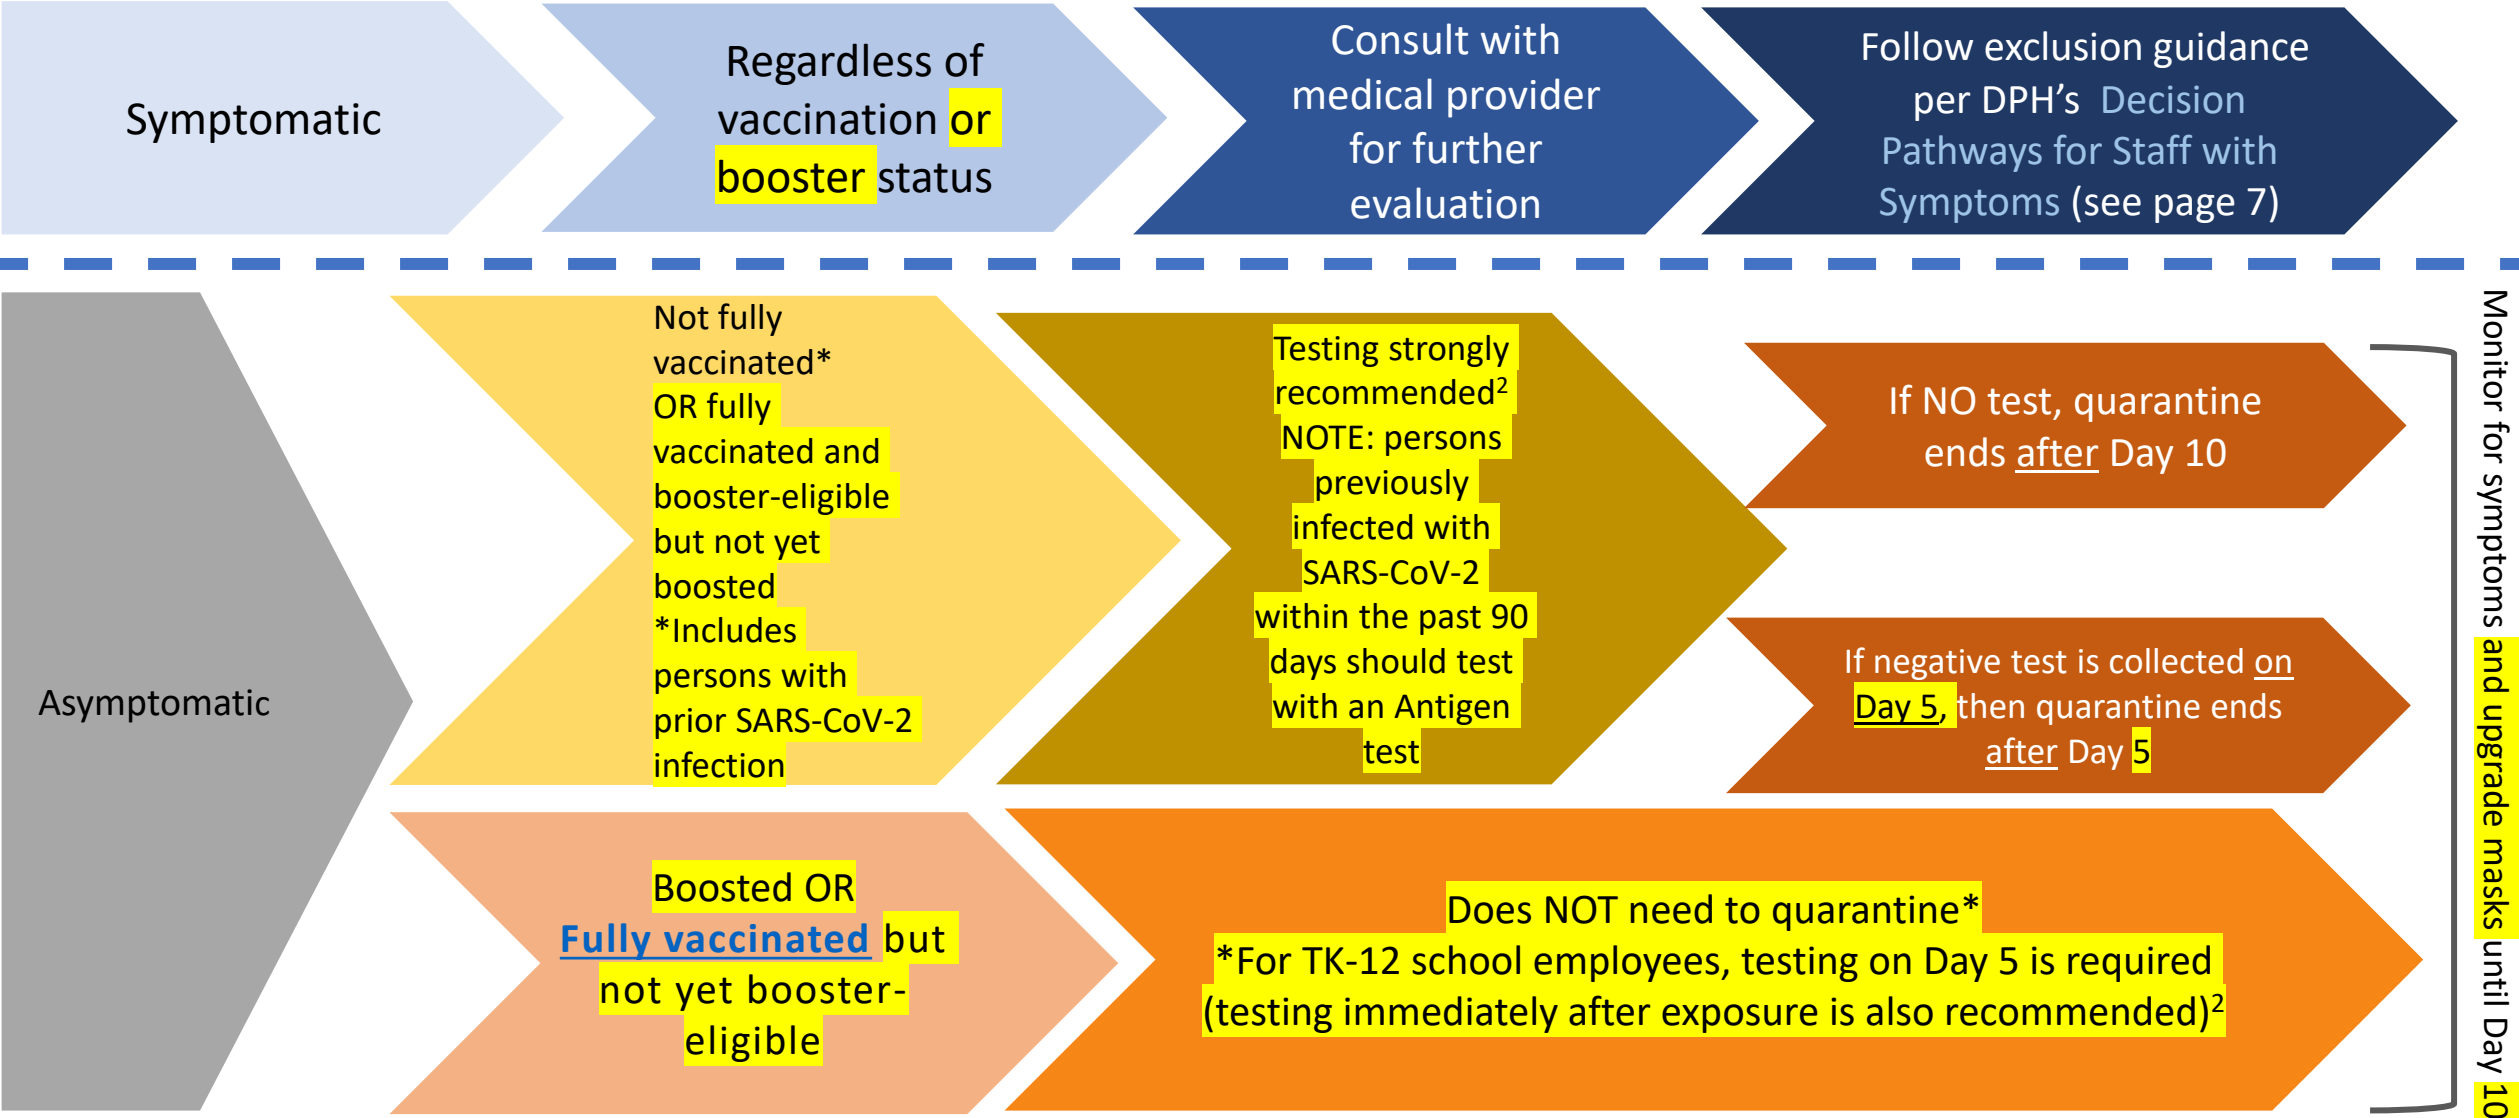 Symptomatic
Regardless of
vaccination or
booster status
Consult with
medical provider
for further
evaluation
Follow exclusion guidance
per DPH’s Decision
Pathways for Staff with
Symptoms (see page 7)
Asymptomatic
Not fully
vaccinated*
OR fully
vaccinated and
booster-eligible
but not yet
boosted
*Includes
persons with
prior SARS-CoV-2
infection
Testing strongly
recommended²
NOTE: persons
previously
infected with
SARS-CoV-2
within the past 90
days should test
with an Antigen
test
If NO test, quarantine
ends after Day 10
If negative test is collected on
Day 5, then quarantine ends
after Day 5
Boosted OR
Fully vaccinated but
not yet booster-
eligible
Does NOT need to quarantine*
*For TK-12 school employees, testing on Day 5 is required
(testing immediately after exposure is also recommended)²
Monitor for symptoms and upgrade masks until Day 10